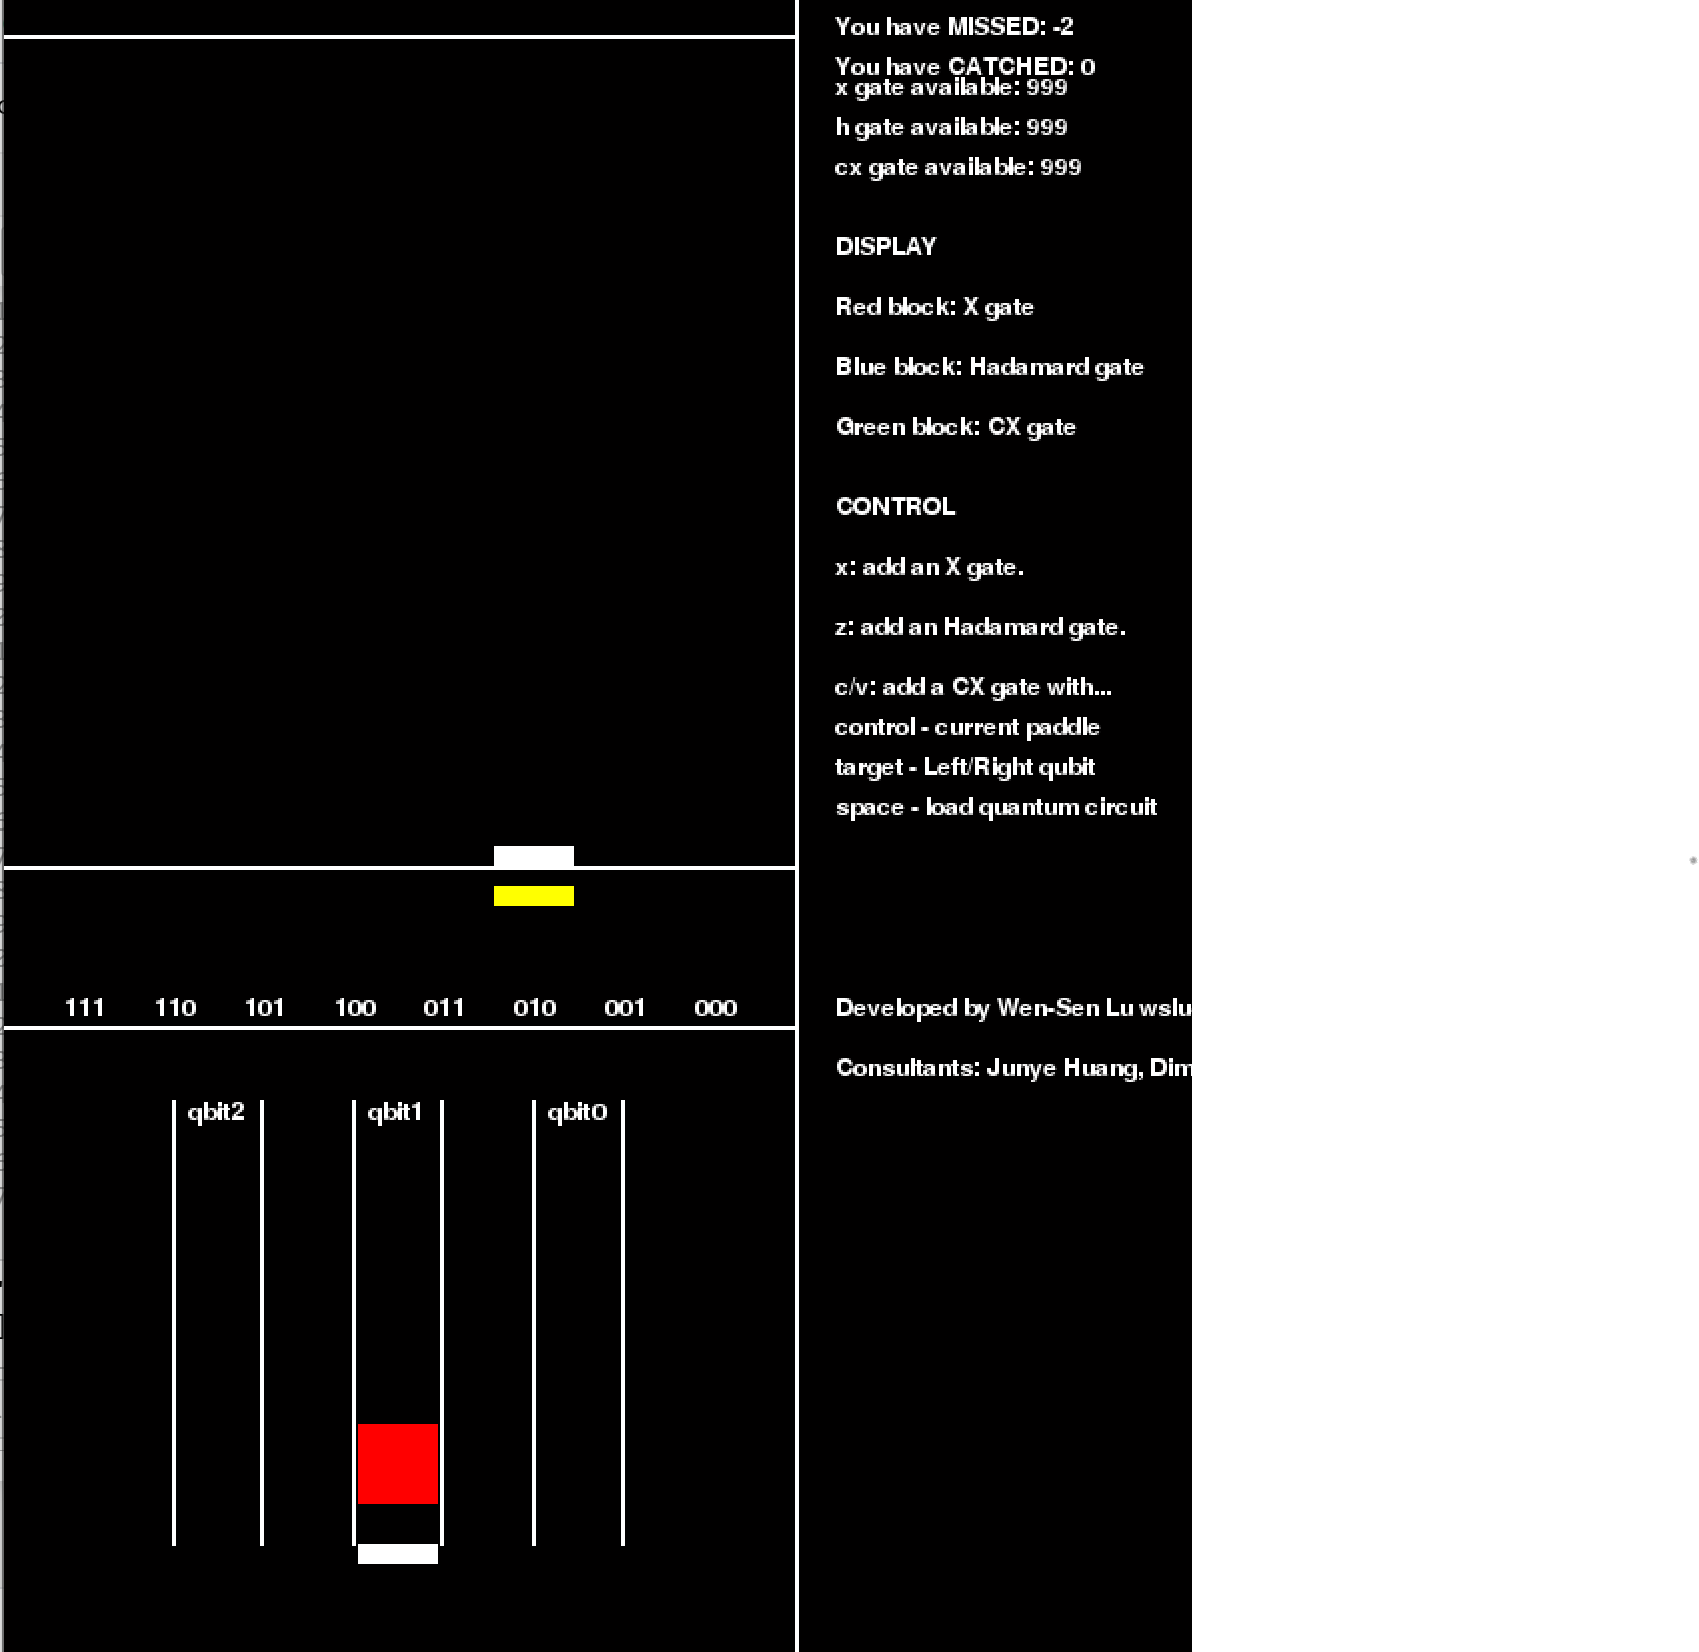 You have MISSED: -2
You have CATCHED: 0
x gate available: 999
h gate available: 999
cx gate available: 999
DISPLAY
Red block: X gate
Blue block: Hadamard gate
Green block: CX gate
CONTROL
x: add an X gate.
z: add an Hadamard gate.
c/v: add a CX gate with...
control - current paddle
target - Left/Right qubit
space - load quantum circuit
111 110 101 100 011 010 001 000
Developed by Wen-Sen Lu wslu
Consultants: Junye Huang, Dim
qbit2 qbit1 qbit0